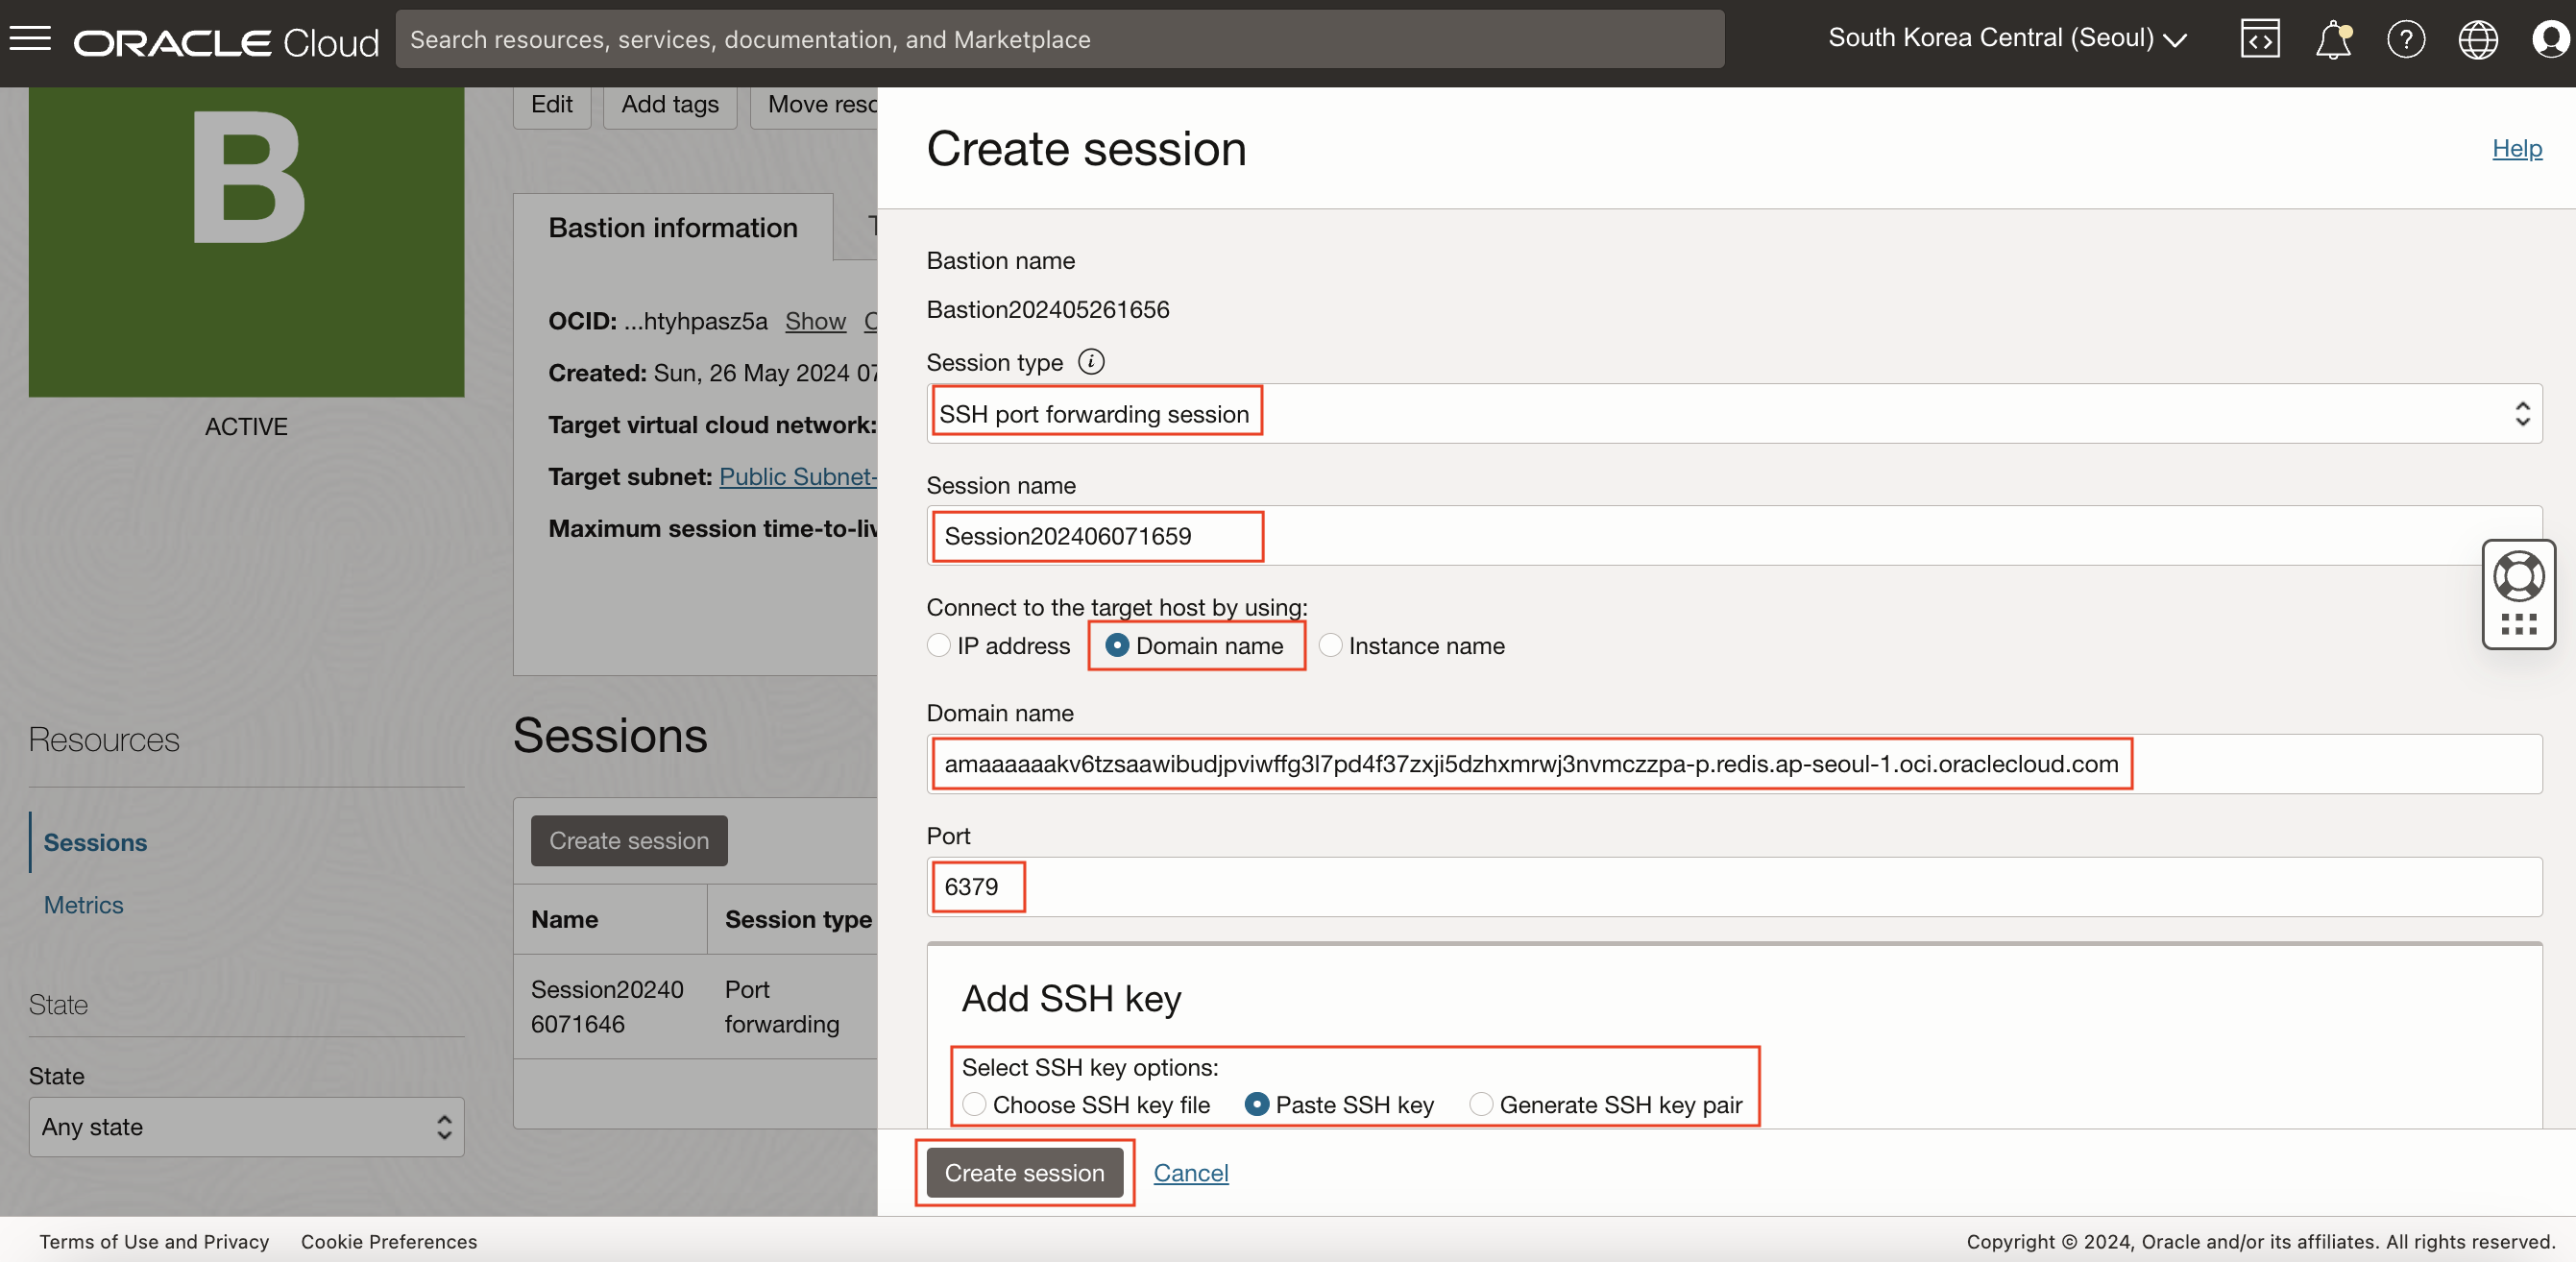 ORACLE Cloud
Search resources, services, documentation, and Marketplace
South Korea Central (Seoul)
B
ACTIVE
Resources
Sessions
Metrics
State
State
Any state
Edit
Add tags
Move resc
Bastion information
OCID: ...htyhpasz5a Show
Created: Sun, 26 May 2024 07
Target virtual cloud network:
Target subnet: Public Subnet-
Maximum session time-to-liv
Sessions
Create session
Name Session type
Session20240
6071646
Port
forwarding
Create session
Help
Bastion name
Bastion202405261656
Session type
SSH port forwarding session
Session name
Session202406071659
Connect to the target host by using:
IP address Domain name Instance name
Domain name
amaaaaaakv6tzsaawibudjpviwffg3l7pd4f37zxji5dzhxmrwj3nvmczzpa-p.redis.ap-seoul-1.oci.oraclecloud.com
Port
6379
Add SSH key
Select SSH key options:
Choose SSH key file Paste SSH key Generate SSH key pair
Create session Cancel
Terms of Use and Privacy Cookie Preferences
Copyright © 2024, Oracle and/or its affiliates. All rights reserved.